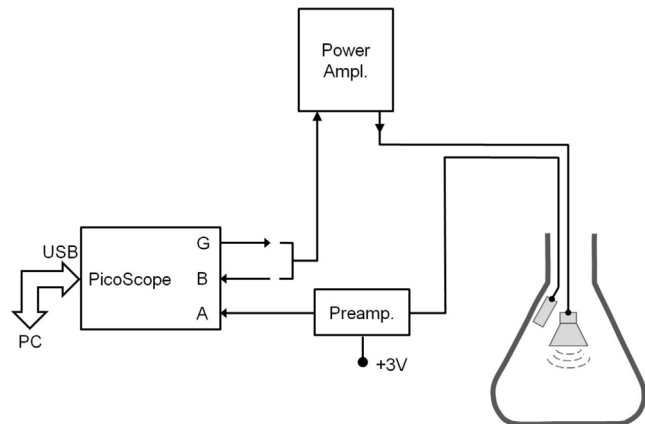 Power
Ampl.
USB
G
PicoScope
B
A
PC
Preamp.
+3V